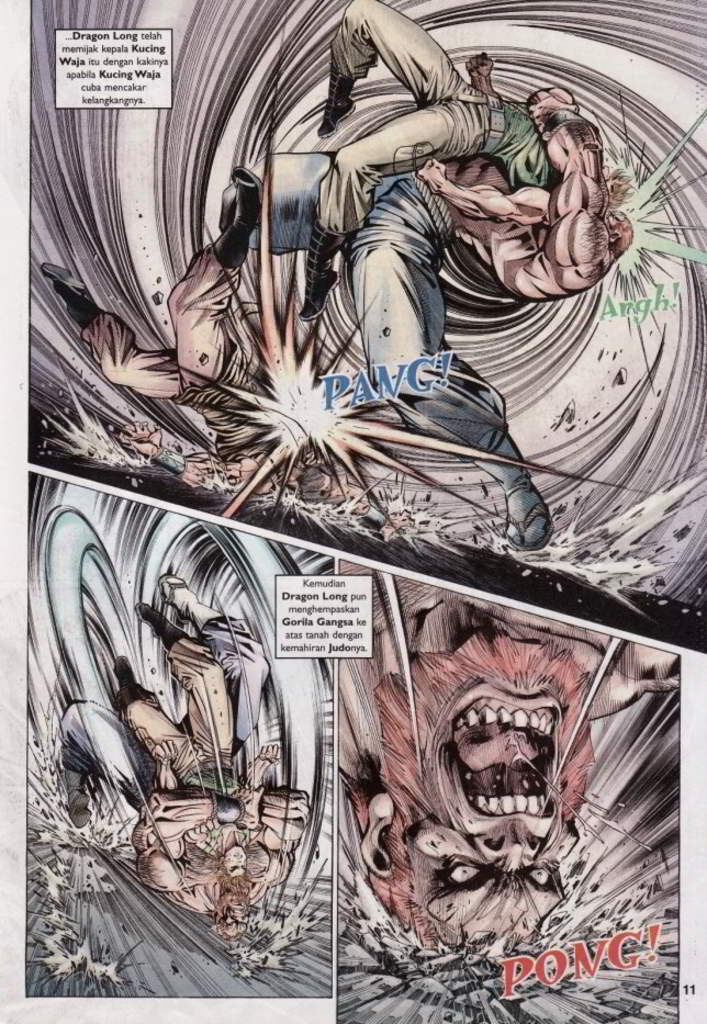 ...Dragon Long telah
memijak kepala Kucing
Waja itu dengan kakinya
apabila Kucing Waja
cuba mencakar
kelangkangnya.
Argh!
PANG!
Kemudian
Dragon Long pun
menghempaskan
Gorila Gangsa ke
atas tanah dengan
kemahiran Judonya.
PONG!
11